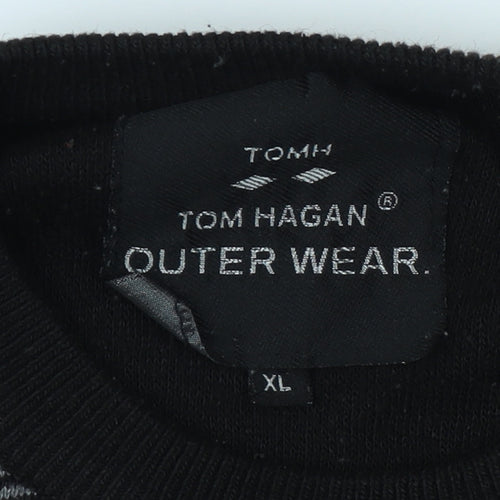 TOMH
TOM HAGAN®
OUTER WEAR.
XL